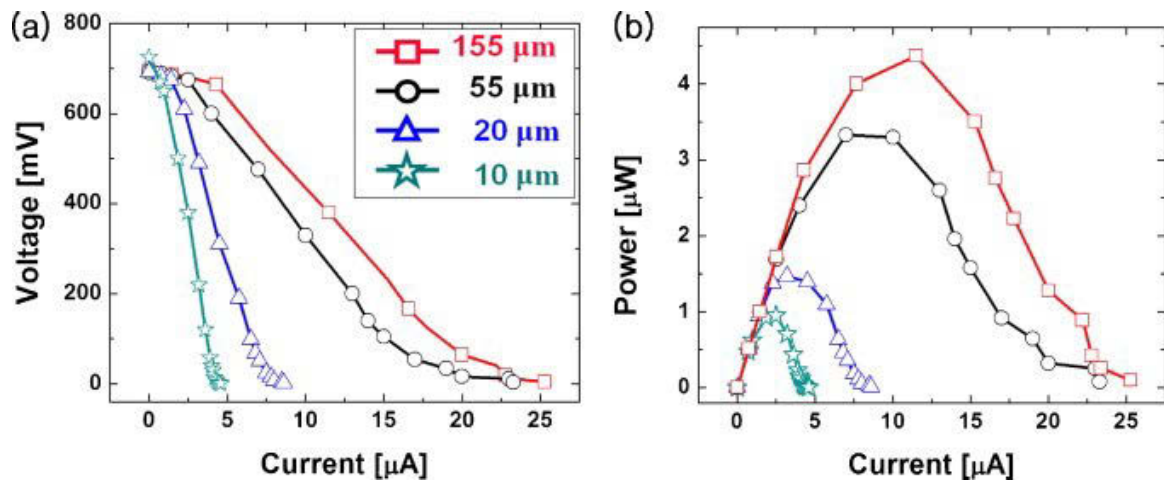 (a)
800
600
400
200
0
Voltage [mV]
0 5 10 15 20 25
Current [μA]
155 μm
55 μm
20 μm
10 μm
(b)
4
3
2
1
0
Power [μW]
0 5 10 15 20 25
Current [μA]